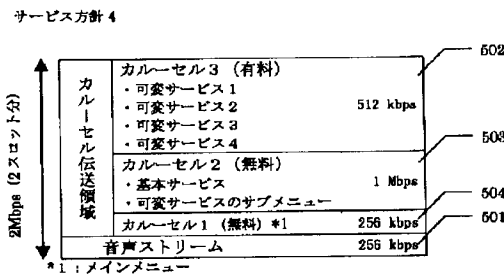 サービス方針 4
2Mbps (2スロット分)
カルーセル伝送領域
カルーセル3 (有料)
・可変サービス1
・可変サービス2
・可変サービス3
・可変サービス4
512 kbps
502
カルーセル2 (無料)
・基本サービス
・可変サービスのサブメニュー
1 Mbps
503
カルーセル1 (無料) *1
256 kbps
504
音声ストリーム
256 kbps
501
*1:メインメニュー